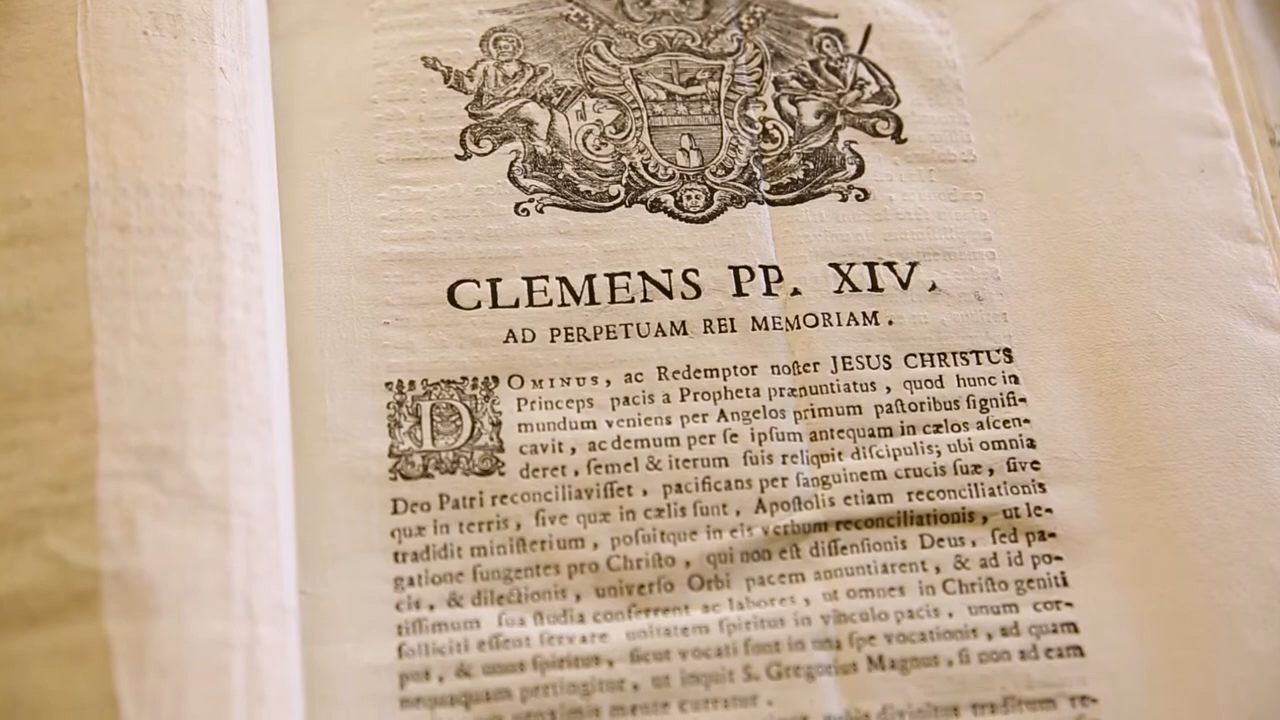 CLEMENS PP. XIV.
AD PERPETUAM REI MEMORIAM.
DOMINUS, ac Redemptor noſter JESUS CHRISTUS
Princeps pacis a Propheta prænuntiatus, quod hunc in
mundum veniens per Angelos primum paſtoribus ſignifi-
cavit, ac demum per ſe ipſum antequam in cælos aſcen-
deret, ſemel & iterum ſuis reliquit diſcipulis; ubi omnia
Deo Patri reconciliaviſſet, pacificans per ſanguinem crucis ſuæ, ſive
quæ in terris, ſive quæ in cælis ſunt, Apoſtolis etiam reconciliationis
tradidit miniſterium, poſuitque in eis verbum reconciliationis, ut le-
gatione fungentes pro Chriſto, qui non eſt diſſenſionis Deus, ſed pa-
cis, & dilectionis, univerſo Orbi pacem annuntiarent, & ad id po-
tiſſimum ſua ſtudia conferrent ac labores, ut omnes in Chriſto geniti
ſolliciti eſſent ſervare unitatem ſpiritus in vinculo pacis, unum cor-
pus, & unus ſpiritus, ſicut vocati ſunt in una ſpe vocationis, ad quam
nequaquam pertingitur, ut inquit S. Gregorius Magnus, ſi non ad eam
mente curratur.
traditum re-